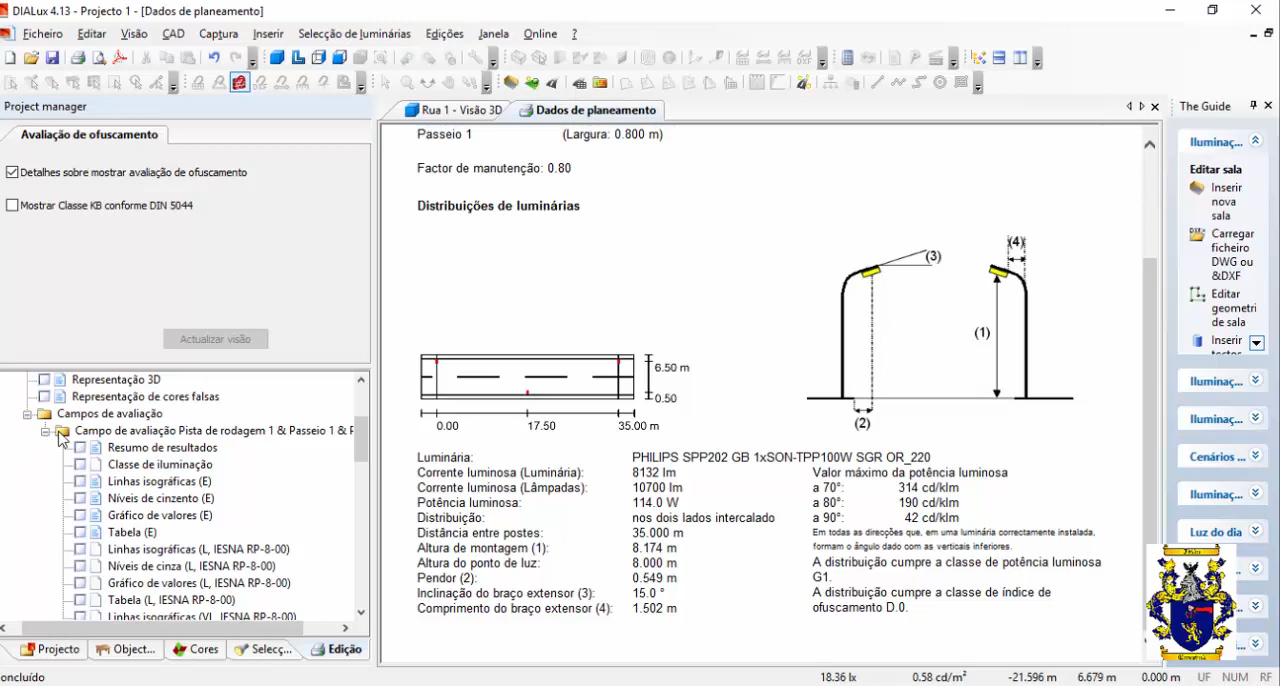 DIALux 4.13 - Projecto 1 - [Dados de planeamento]
Ficheiro Editar Visão CAD Captura Inserir Selecção de luminárias Edições Janela Online ?
Project manager
Avaliação de ofuscamento
Detalhes sobre mostrar avaliação de ofuscamento
Mostrar Classe KB conforme DIN 5044
Actualizar visão
Representação 3D
Representação de cores falsas
Campos de avaliação
Campo de avaliação Pista de rodagem 1 & Passeio 1 & F
Resumo de resultados
Classe de iluminação
Linhas isográficas (E)
Níveis de cinzento (E)
Gráfico de valores (E)
Tabela (E)
Linhas isográficas (L, IESNA RP-8-00)
Níveis de cinza (L, IESNA RP-8-00)
Gráfico de valores (L, IESNA RP-8-00)
Tabela (L, IESNA RP-8-00)
Linhas isográficas (VL, IESNA RP-8-00)
Projecto Object... Cores Selecç... Edição
Rua 1 - Visão 3D Dados de planeamento
Passeio 1 (Largura: 0.800 m)
Factor de manutenção: 0.80
Distribuições de luminárias
6.50 m
0.50
0.00 17.50 35.00 m
(3)
(4)
(1)
(2)
Luminária: PHILIPS SPP202 GB 1xSON-TPP100W SGR OR_220
Corrente luminosa (Luminária): 8132 lm
Corrente luminosa (Lâmpadas): 10700 lm
Potência luminosa: 114.0 W
Distribuição: nos dois lados intercalado
Distância entre postes: 35.000 m
Altura de montagem (1): 8.174 m
Altura do ponto de luz: 8.000 m
Pendor (2): 0.549 m
Inclinação do braço extensor (3): 15.0 °
Comprimento do braço extensor (4): 1.502 m
Valor máximo da potência luminosa
a 70°: 314 cd/klm
a 80°: 190 cd/klm
a 90°: 42 cd/klm
Em todas as direcções que, em uma luminária correctamente instalada,
formam o ângulo dado com as verticais inferiores.
A distribuição cumpre a classe de potência luminosa
G1.
A distribuição cumpre a classe de índice de
ofuscamento D.0.
The Guide
Iluminaç...
Editar sala
Inserir
nova
sala
Carregar
ficheiro
DWG ou
&DXF
Editar
geometri
de sala
Inserir
Iluminaç...
Iluminaç...
Cenários ...
Iluminaç...
Luz do dia
oncluído
18.36 lx 0.58 cd/m² -21.596 m 6.679 m 0.000 m UF NUM RF